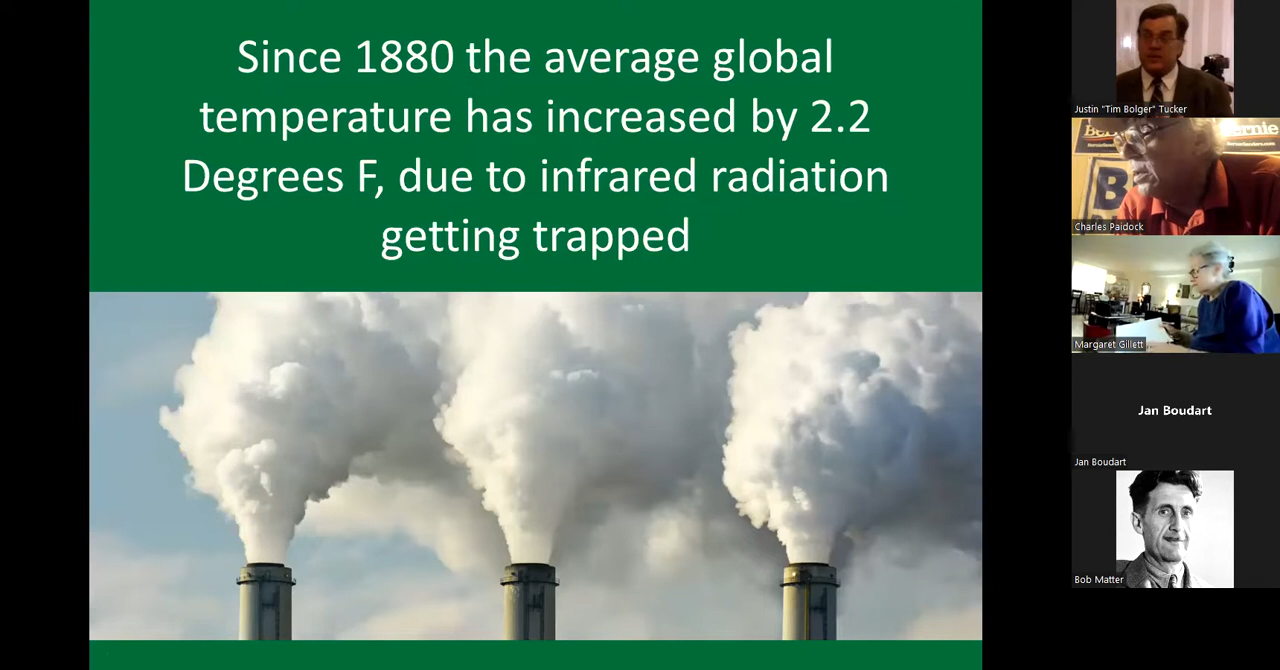 Since 1880 the average global
temperature has increased by 2.2
Degrees F, due to infrared radiation
getting trapped
Justin "Tim Bolger" Tucker
Bernie
Charles Paidock
Margaret Gillett
Jan Boudart
Jan Boudart
Bob Matter